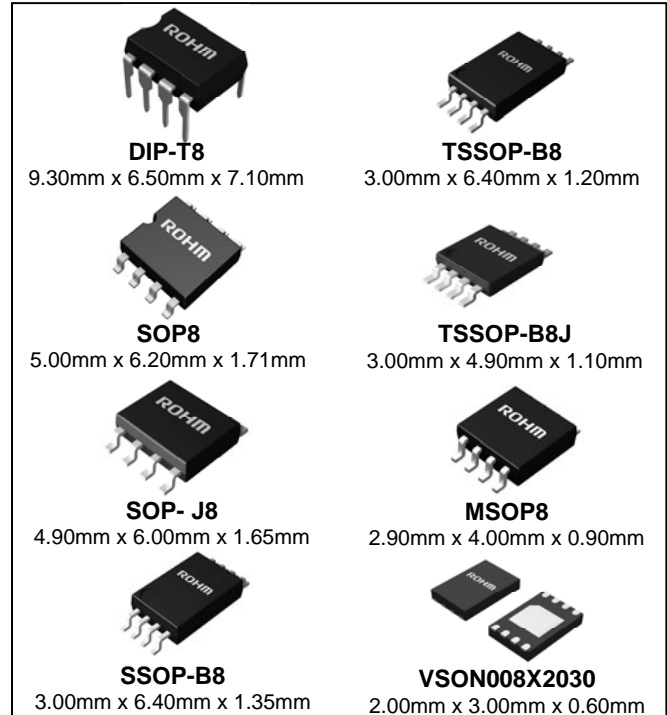 ROHM
DIP-T8
9.30mm x 6.50mm x 7.10mm
ROHM
TSSOP-B8
3.00mm x 6.40mm x 1.20mm
ROHM
SOP8
5.00mm x 6.20mm x 1.71mm
ROHM
TSSOP-B8J
3.00mm x 4.90mm x 1.10mm
ROHM
SOP- J8
4.90mm x 6.00mm x 1.65mm
ROHM
MSOP8
2.90mm x 4.00mm x 0.90mm
ROHM
SSOP-B8
3.00mm x 6.40mm x 1.35mm
ROHM
VSON008X2030
2.00mm x 3.00mm x 0.60mm